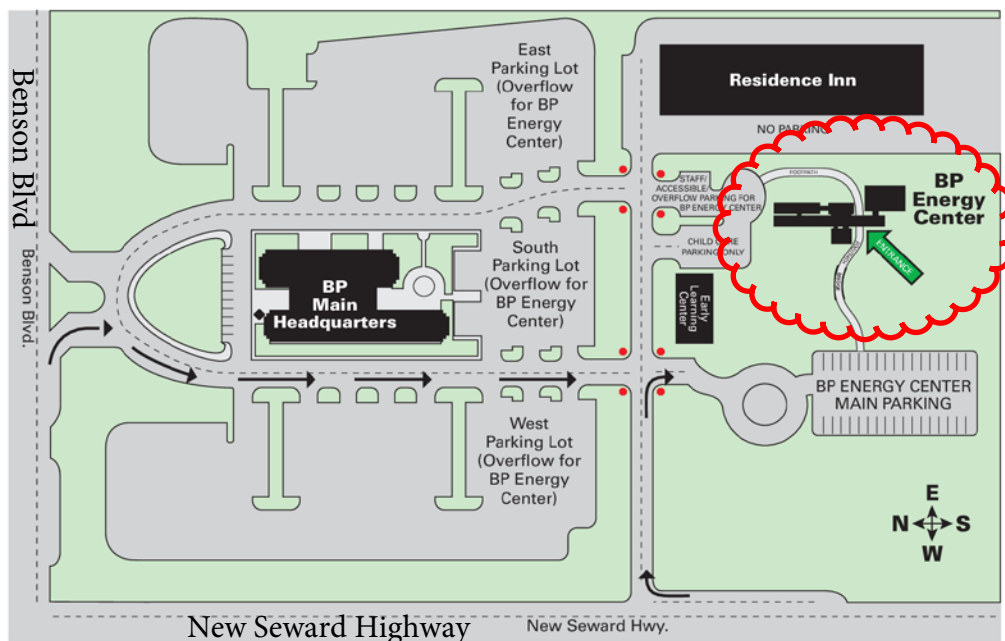 Benson Blvd
Benson Blvd.
East
Parking Lot
(Overflow
for BP
Energy
Center)
Residence Inn
NO PARKING
STAFF/
ACCESSIBLE/
OVERFLOW PARKING FOR
BP ENERGY CENTER
FOOTPATH
BP
Energy
Center
ENTRANCE
CHILD CARE
PARKING ONLY
BP
Main
Headquarters
South
Parking Lot
(Overflow for
BP Energy
Center)
Early
Learning
Center
BP ENERGY CENTER
MAIN PARKING
West
Parking Lot
(Overflow for
BP Energy
Center)
E
N S
W
New Seward Highway
New Seward Hwy.